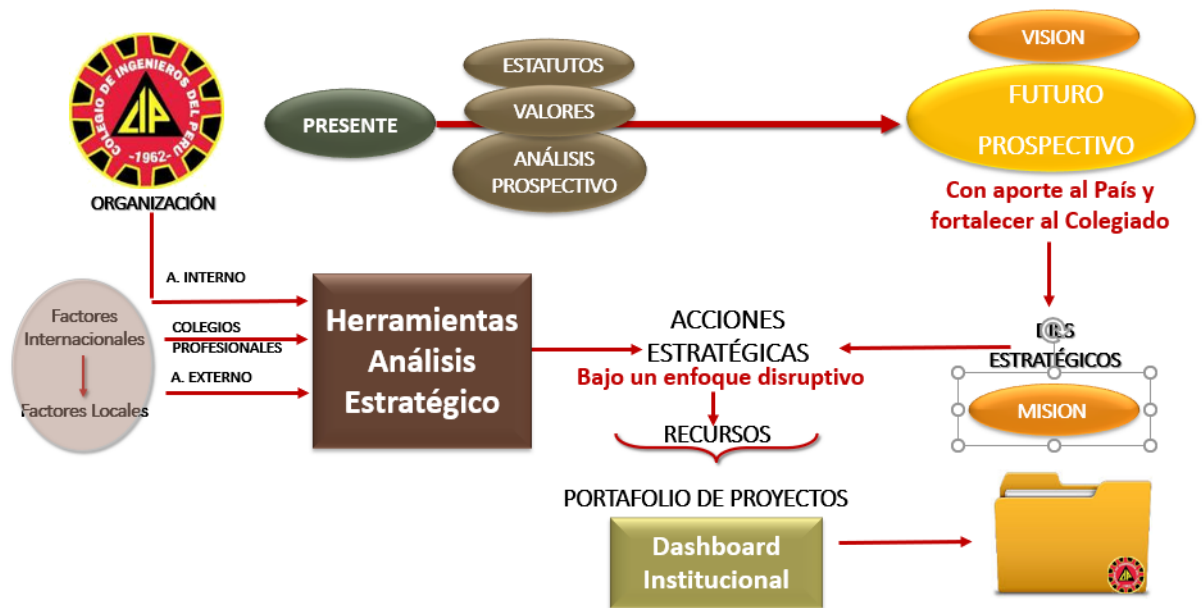 COLEGIO DE INGENIEROS DEL PERU
-1962-
CIP
ORGANIZACIÓN
PRESENTE
ESTATUTOS
VALORES
ANÁLISIS
PROSPECTIVO
VISION
FUTURO
PROSPECTIVO
Con aporte al País y
fortalecer al Colegiado
A. INTERNO
Factores
Internacionales
COLEGIOS
PROFESIONALES
A. EXTERNO
Factores Locales
Herramientas
Análisis
Estratégico
ACCIONES
ESTRATÉGICAS
Bajo un enfoque disruptivo
RECURSOS
ESTRATÉGICOS
MISION
PORTAFOLIO DE PROYECTOS
Dashboard
Institucional